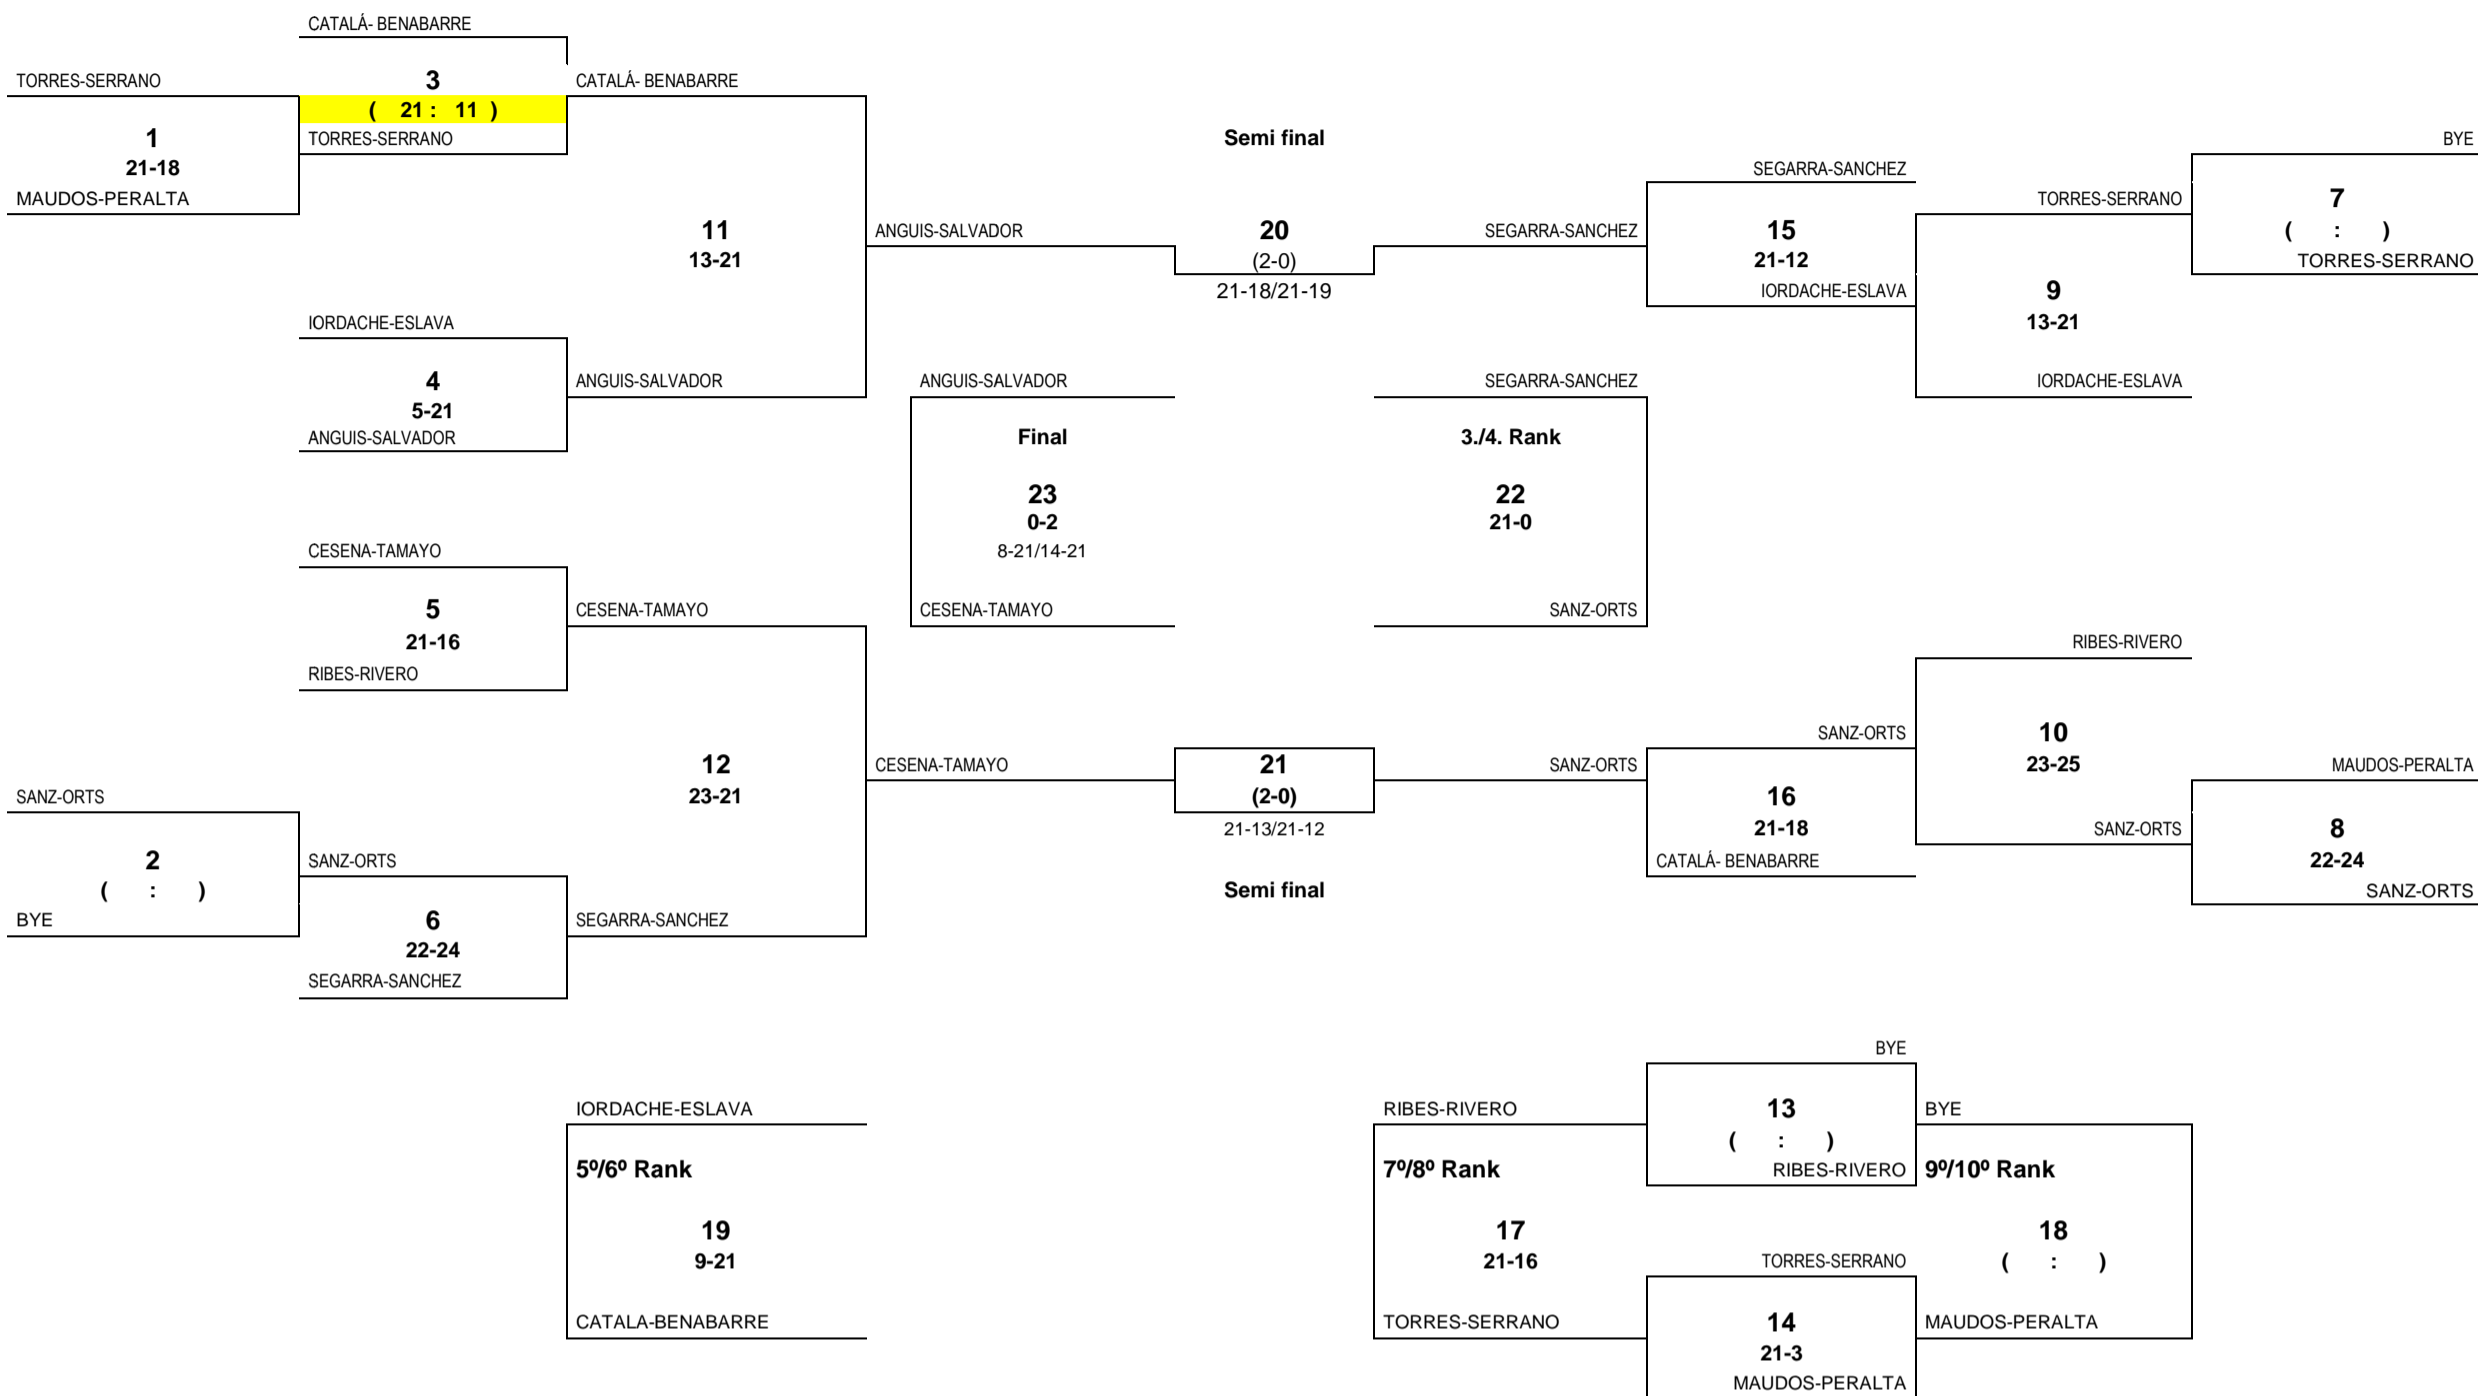 CATALÁ- BENABARRE
TORRES-SERRANO 3 CATALÁ- BENABARRE
( 21 : 11 )
1 TORRES-SERRANO Semi final BYE
21-18 SEGARRA-SANCHEZ
MAUDOS-PERALTA TORRES-SERRANO 7
11 ANGUIS-SALVADOR 20 SEGARRA-SANCHEZ 15 ( : )
13-21 (2-0) 21-12 TORRES-SERRANO
21-18/21-19 IORDACHE-ESLAVA 9
IORDACHE-ESLAVA 13-21
4 ANGUIS-SALVADOR ANGUIS-SALVADOR SEGARRA-SANCHEZ IORDACHE-ESLAVA
5-21
ANGUIS-SALVADOR Final 3./4. Rank
23 22
0-2 21-0
CESENA-TAMAYO 8-21/14-21
5 CESENA-TAMAYO CESENA-TAMAYO SANZ-ORTS
21-16 RIBES-RIVERO
RIBES-RIVERO
SANZ-ORTS 10
12 CESENA-TAMAYO 21 SANZ-ORTS 23-25 MAUDOS-PERALTA
SANZ-ORTS 23-21 (2-0) 16
21-13/21-12 21-18 SANZ-ORTS 8
2 SANZ-ORTS CATALÁ- BENABARRE 22-24
( : ) Semi final SANZ-ORTS
BYE 6 SEGARRA-SANCHEZ
22-24
SEGARRA-SANCHEZ
BYE
IORDACHE-ESLAVA RIBES-RIVERO 13 BYE
( : )
5º/6º Rank 7º/8º Rank RIBES-RIVERO 9º/10º Rank
19 17 18
9-21 21-16 TORRES-SERRANO ( : )
CATALA-BENABARRE TORRES-SERRANO 14 MAUDOS-PERALTA
21-3
MAUDOS-PERALTA